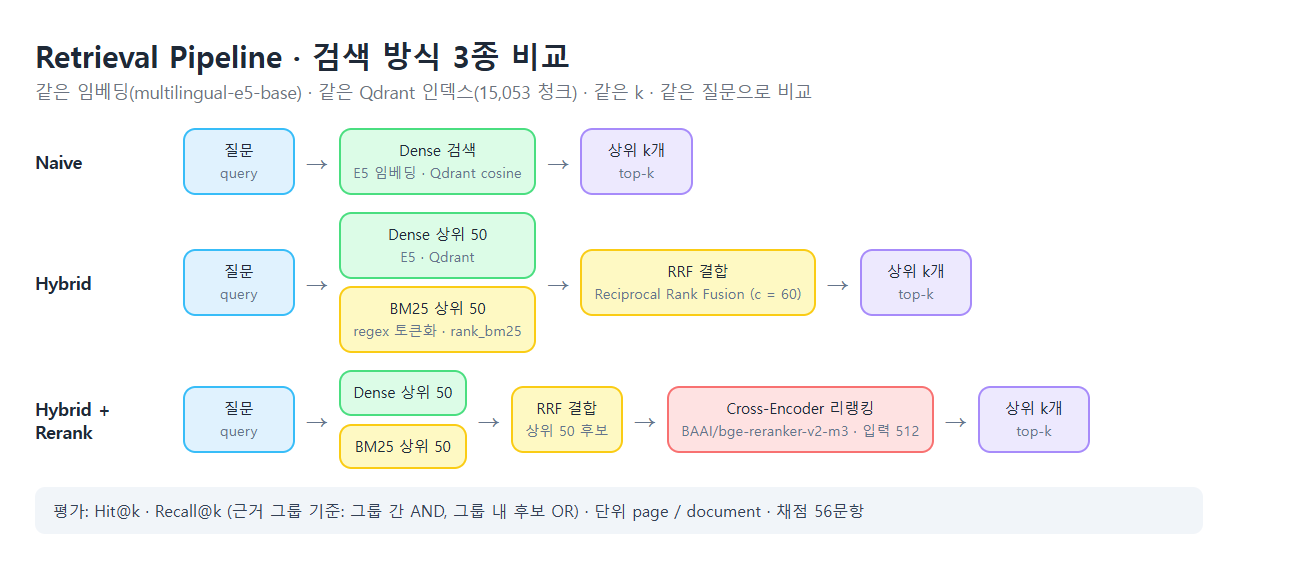 Retrieval Pipeline · 검색 방식 3종 비교
같은 임베딩(multilingual-e5-base) · 같은 Qdrant 인덱스(15,053 청크) · 같은 k · 같은 질문으로 비교
Naive
질문
query
→
Dense 검색
E5 임베딩 · Qdrant cosine
→
상위 k개
top-k
Hybrid
질문
query
→
Dense 상위 50
E5 · Qdrant
BM25 상위 50
regex 토큰화 · rank_bm25
→
RRF 결합
Reciprocal Rank Fusion (c = 60)
→
상위 k개
top-k
Hybrid +
Rerank
질문
query
→
Dense 상위 50
BM25 상위 50
→
RRF 결합
상위 50 후보
→
Cross-Encoder 리랭킹
BAAI/bge-reranker-v2-m3 · 입력 512
→
상위 k개
top-k
평가: Hit@k · Recall@k (근거 그룹 기준: 그룹 간 AND, 그룹 내 후보 OR) · 단위 page / document · 채점 56문항